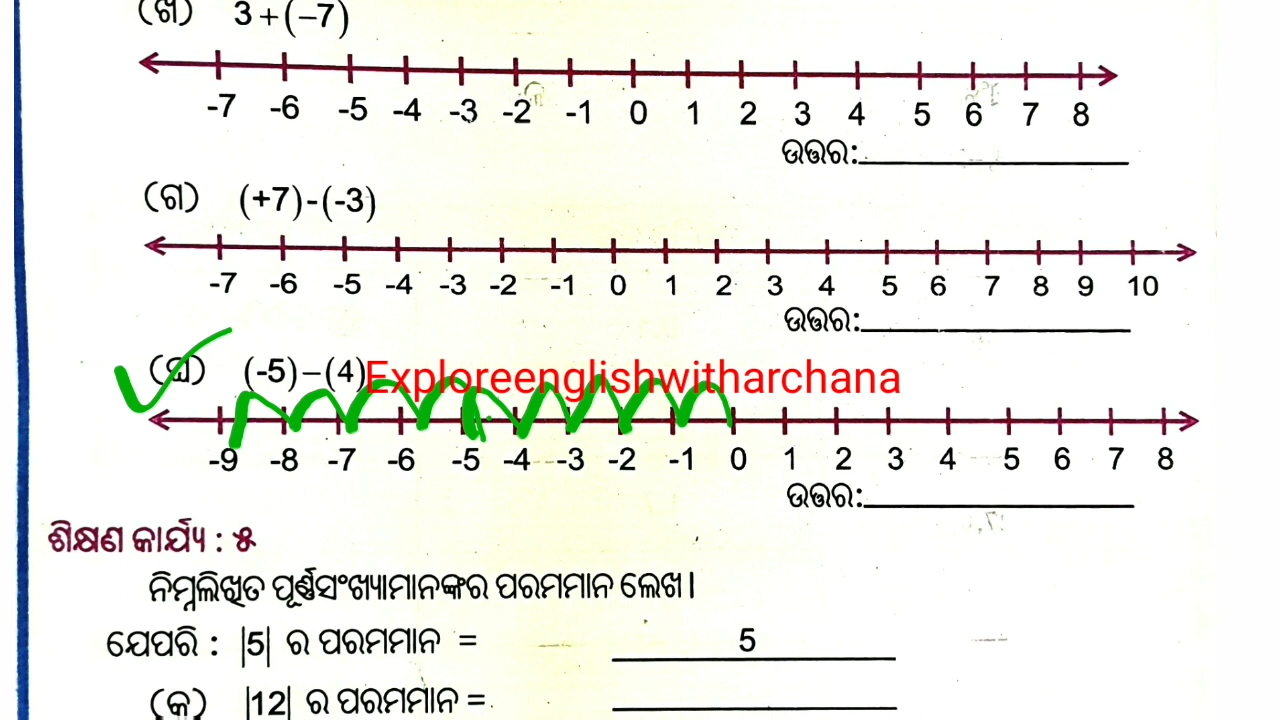 (ଖ) 3+(−7)
-7 -6 -5 -4 -3 -2 -1 0 1 2 3 4 5 6 7 8
ଉତ୍ତର:
(ଗ) (+7)-(-3)
-7 -6 -5 -4 -3 -2 -1 0 1 2 3 4 5 6 7 8 9 10
ଉତ୍ତର:
(ଘ) (-5)−(4)
Exploreenglishwitharchana
-9 -8 -7 -6 -5 -4 -3 -2 -1 0 1 2 3 4 5 6 7 8
ଉତ୍ତର:
ଶିକ୍ଷଣ କାର୍ଯ୍ୟ : ୫
ନିମ୍ନଲିଖିତ ପୂର୍ଣ୍ଣସଂଖ୍ୟାମାନଙ୍କର ପରମମାନ ଲେଖ।
ଯେପରି : |5| ର ପରମମାନ = 5
(କ) |12| ର ପରମମାନ =